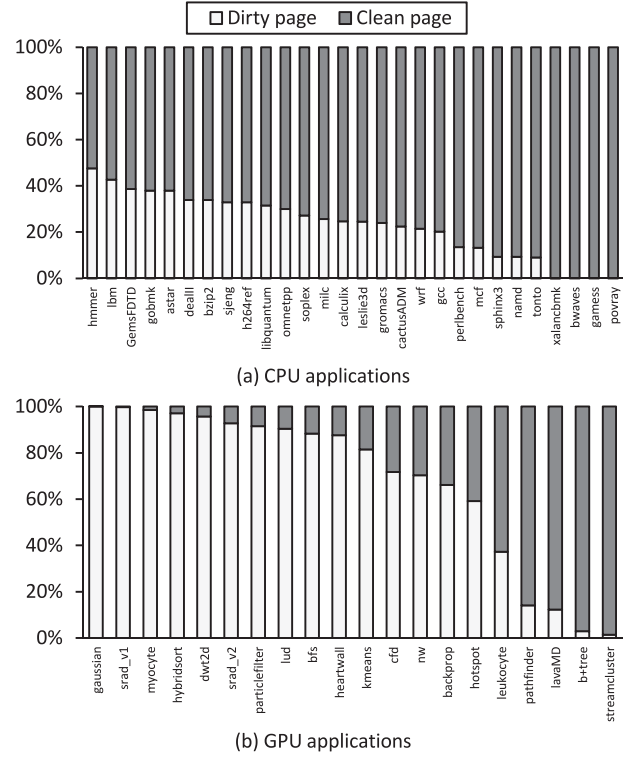 Dirty page Clean page
100%
80%
60%
40%
20%
0%
hmmer
lbm
GemsFDTD
gobmk
astar
dealII
bzip2
sjeng
h264ref
libquantum
omnetpp
soplex
milc
calculix
leslie3d
gromacs
cactusADM
wrf
gcc
perlbench
mcf
sphinx3
namd
tonto
xalancbmk
bwaves
gamess
povray
(a) CPU applications
100%
80%
60%
40%
20%
0%
gaussian
srad_v1
myocyte
hybridsort
dwt2d
srad_v2
particlefilter
lud
bfs
heartwall
kmeans
cfd
nw
backprop
hotspot
leukocyte
pathfinder
lavaMD
b+tree
streamcluster
(b) GPU applications